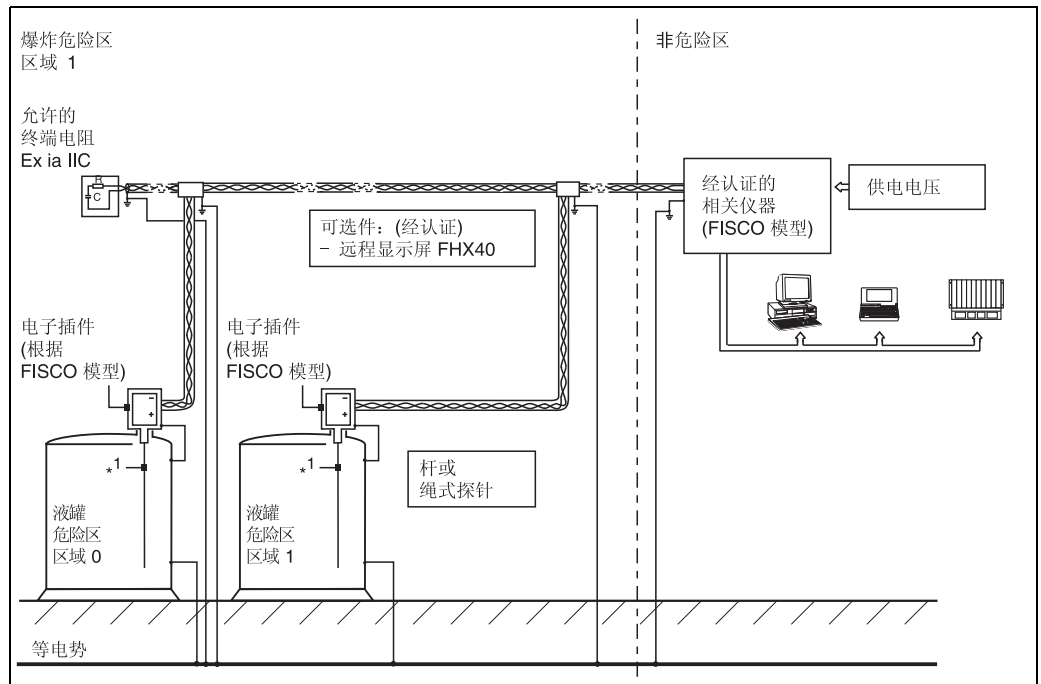 爆炸危险区
区域 1
非危险区
允许的
终端电阻
Ex ia IIC
C
经认证的
相关仪器
(FISCO 模型)
供电电压
可选件: (经认证)
– 远程显示屏 FHX40
电子插件
(根据
FISCO 模型)
电子插件
(根据
FISCO 模型)
–
+
–
+
*1
*1
杆或
绳式探针
液罐
危险区
区域 0
液罐
危险区
区域 1
等电势